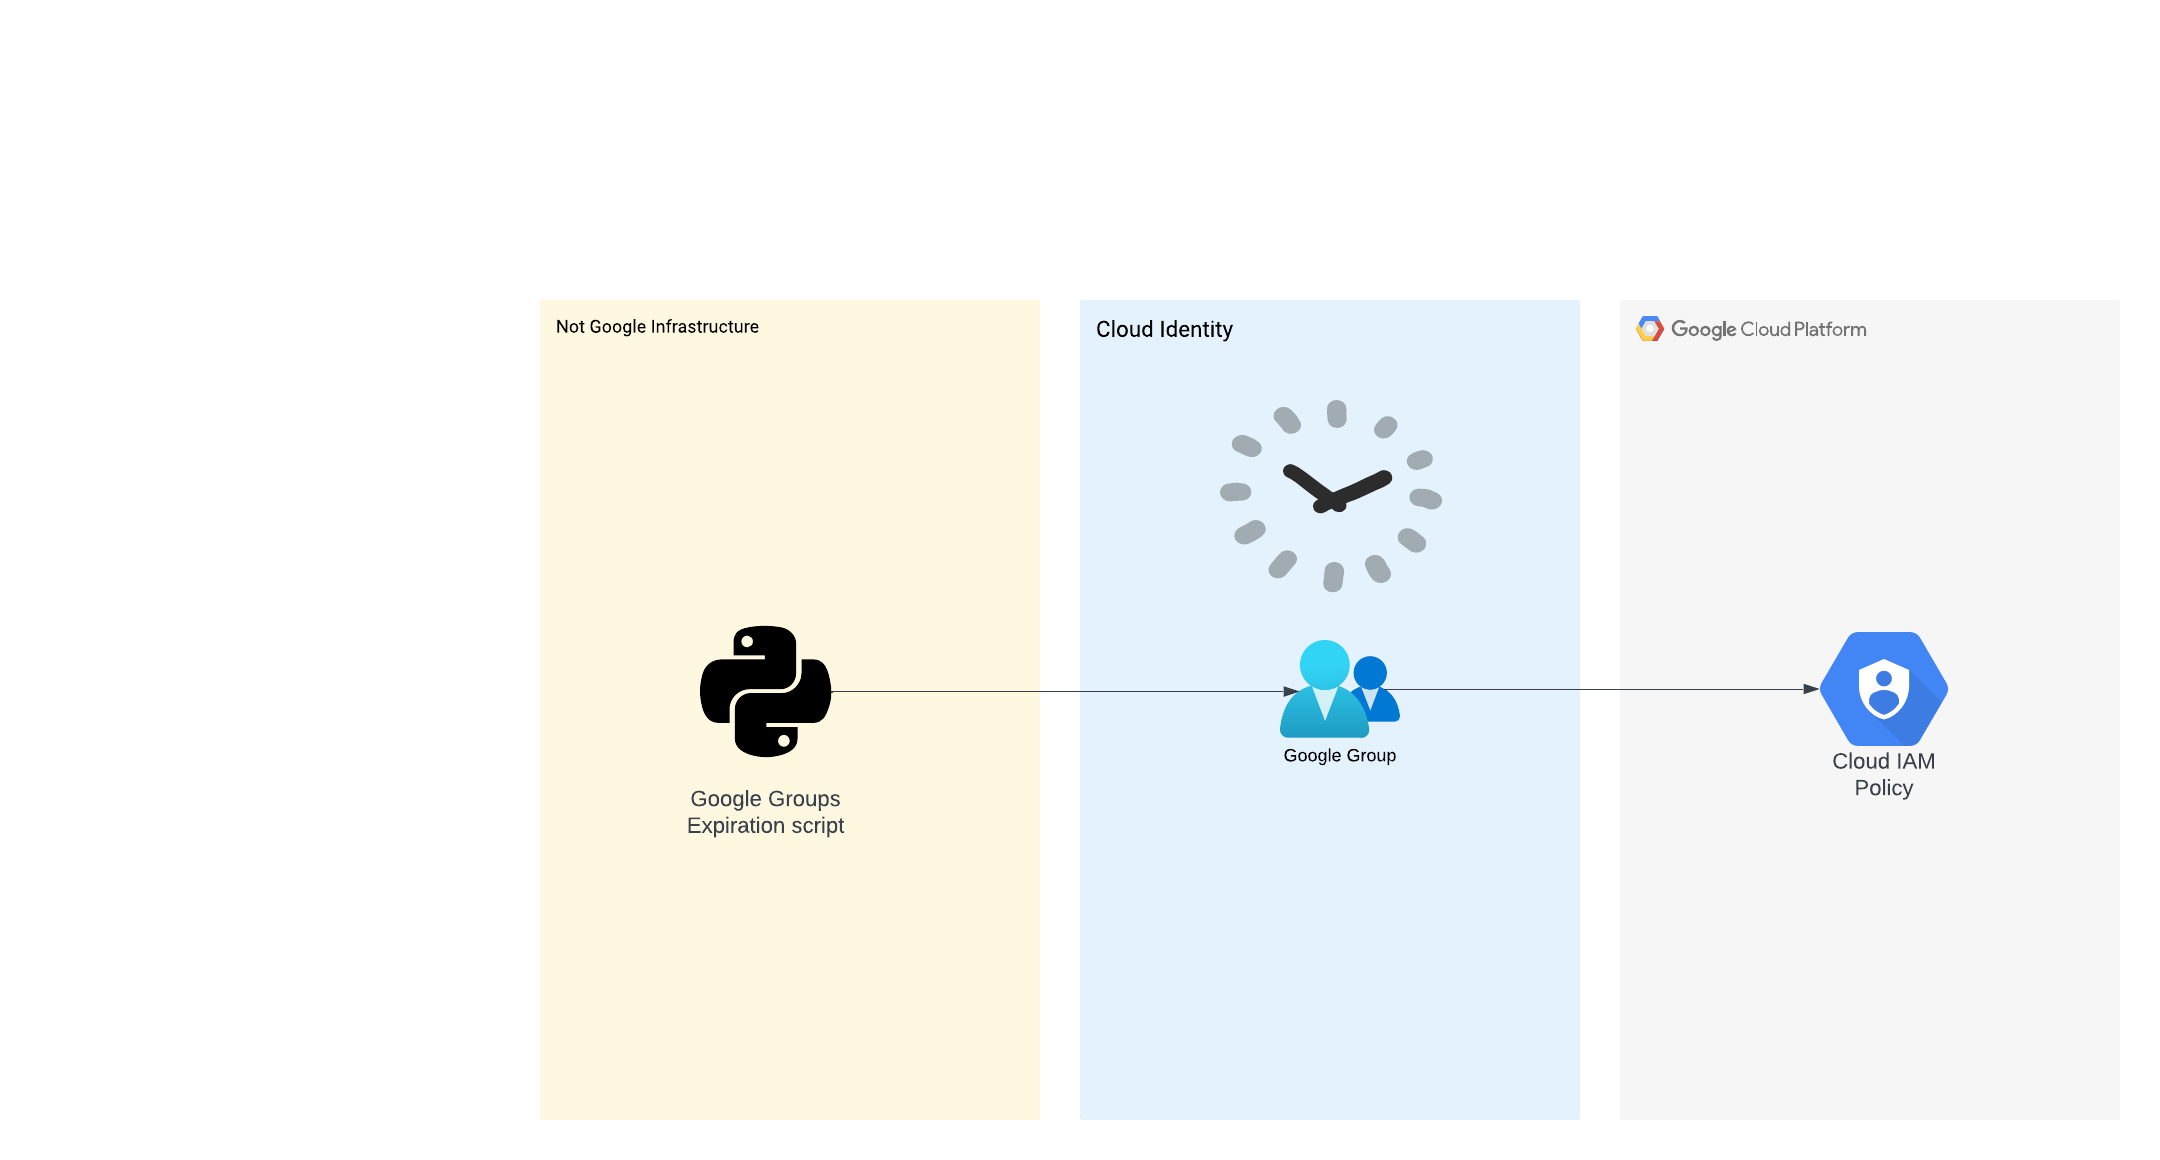 Not Google Infrastructure
Cloud Identity
Google Cloud Platform
Google Group
Google Groups
Expiration script
Cloud IAM
Policy